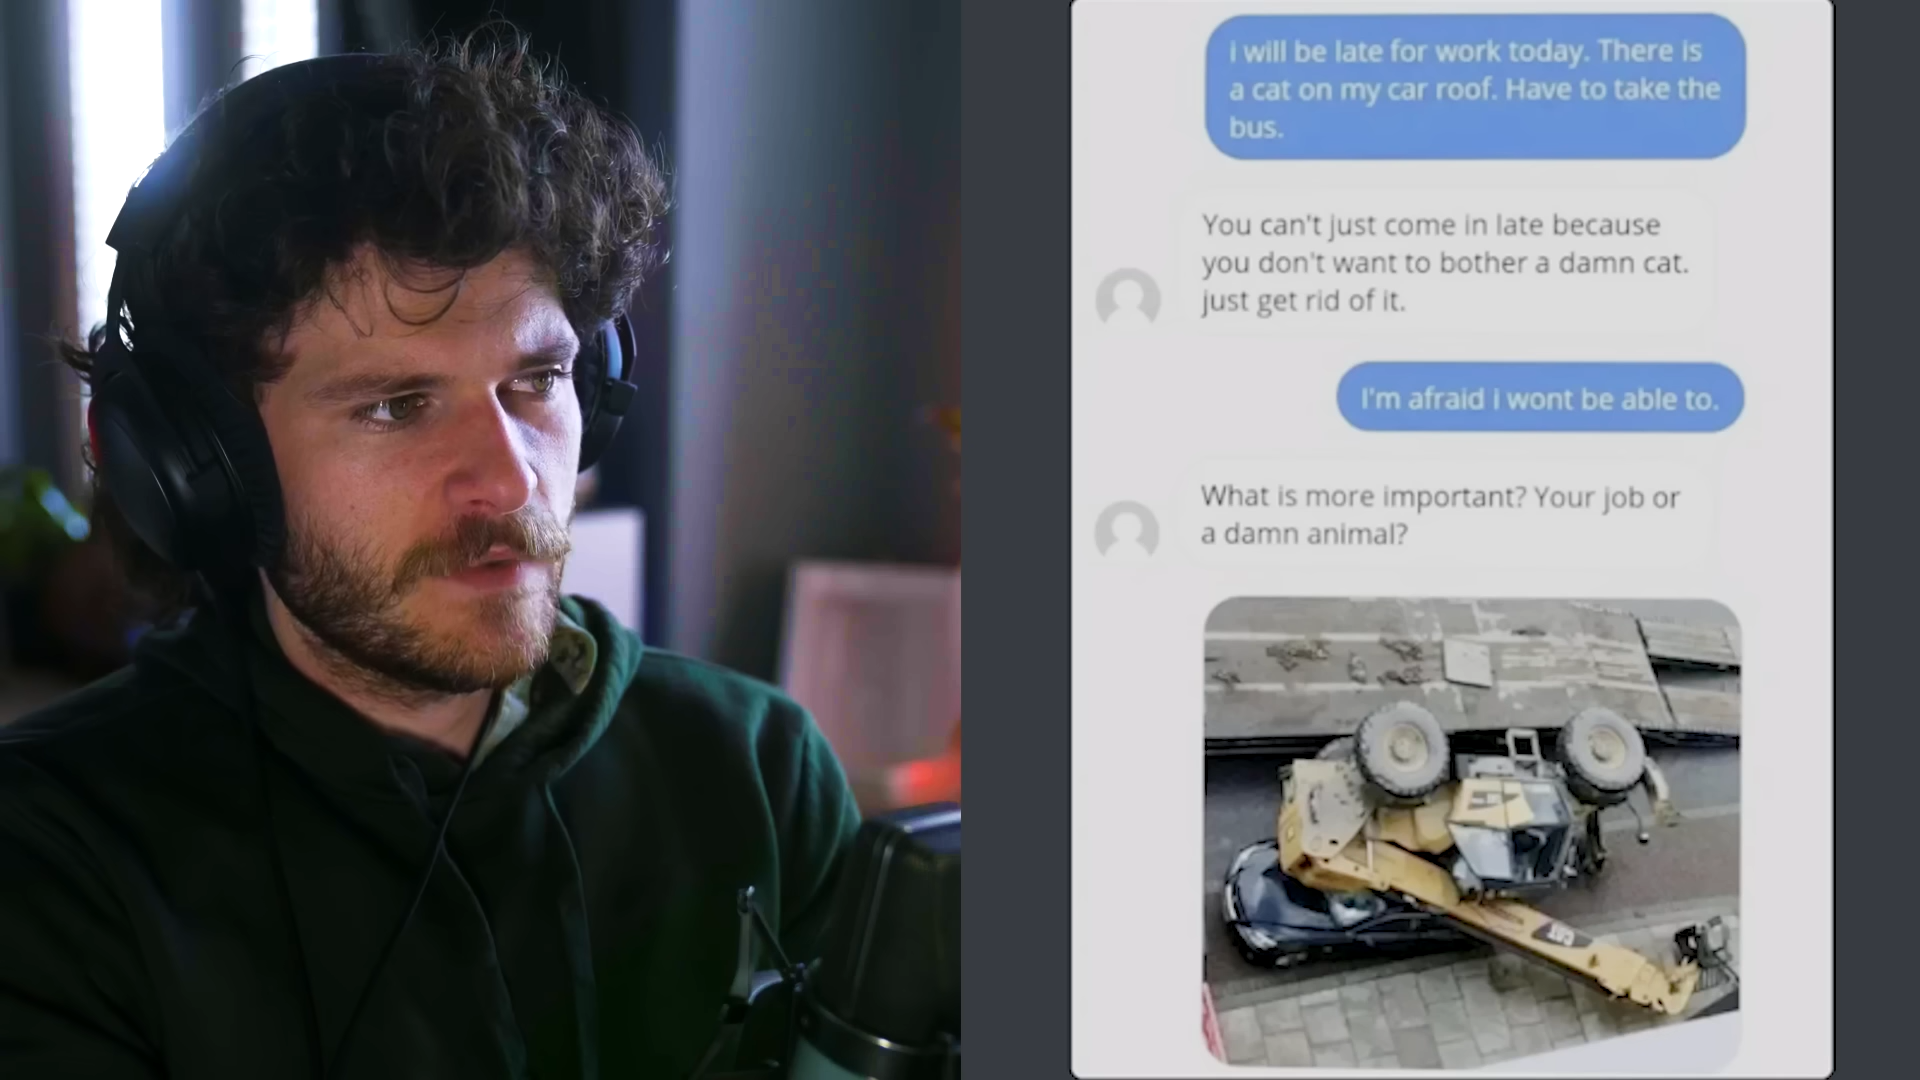 i will be late for work today. There is
a cat on my car roof. Have to take the
bus.
You can't just come in late because
you don't want to bother a damn cat.
just get rid of it.
I'm afraid i wont be able to.
What is more important? Your job or
a damn animal?
CAT